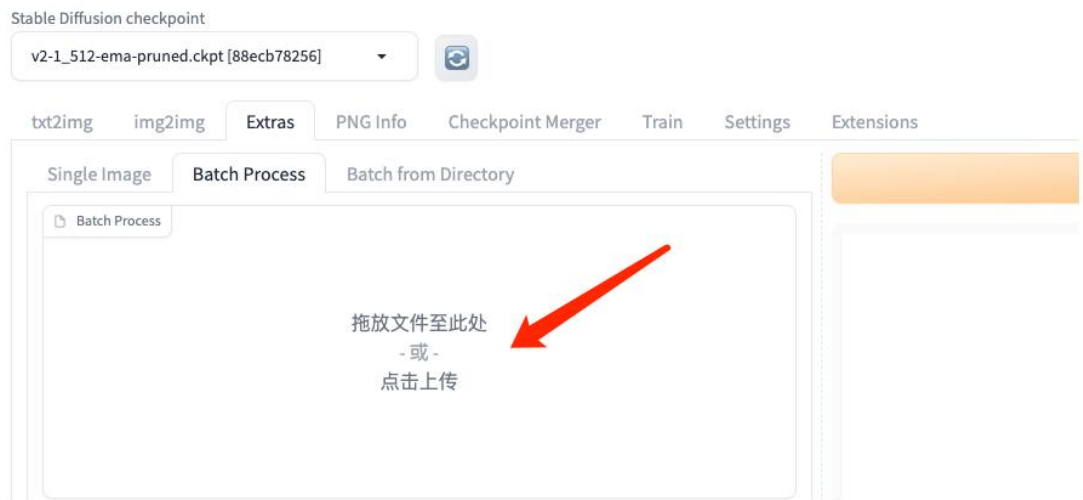 Stable Diffusion checkpoint
v2-1_512-ema-pruned.ckpt [88ecb78256]
txt2img img2img Extras PNG Info Checkpoint Merger Train Settings Extensions
Single Image Batch Process Batch from Directory
Batch Process
拖放文件至此处
- 或 -
点击上传